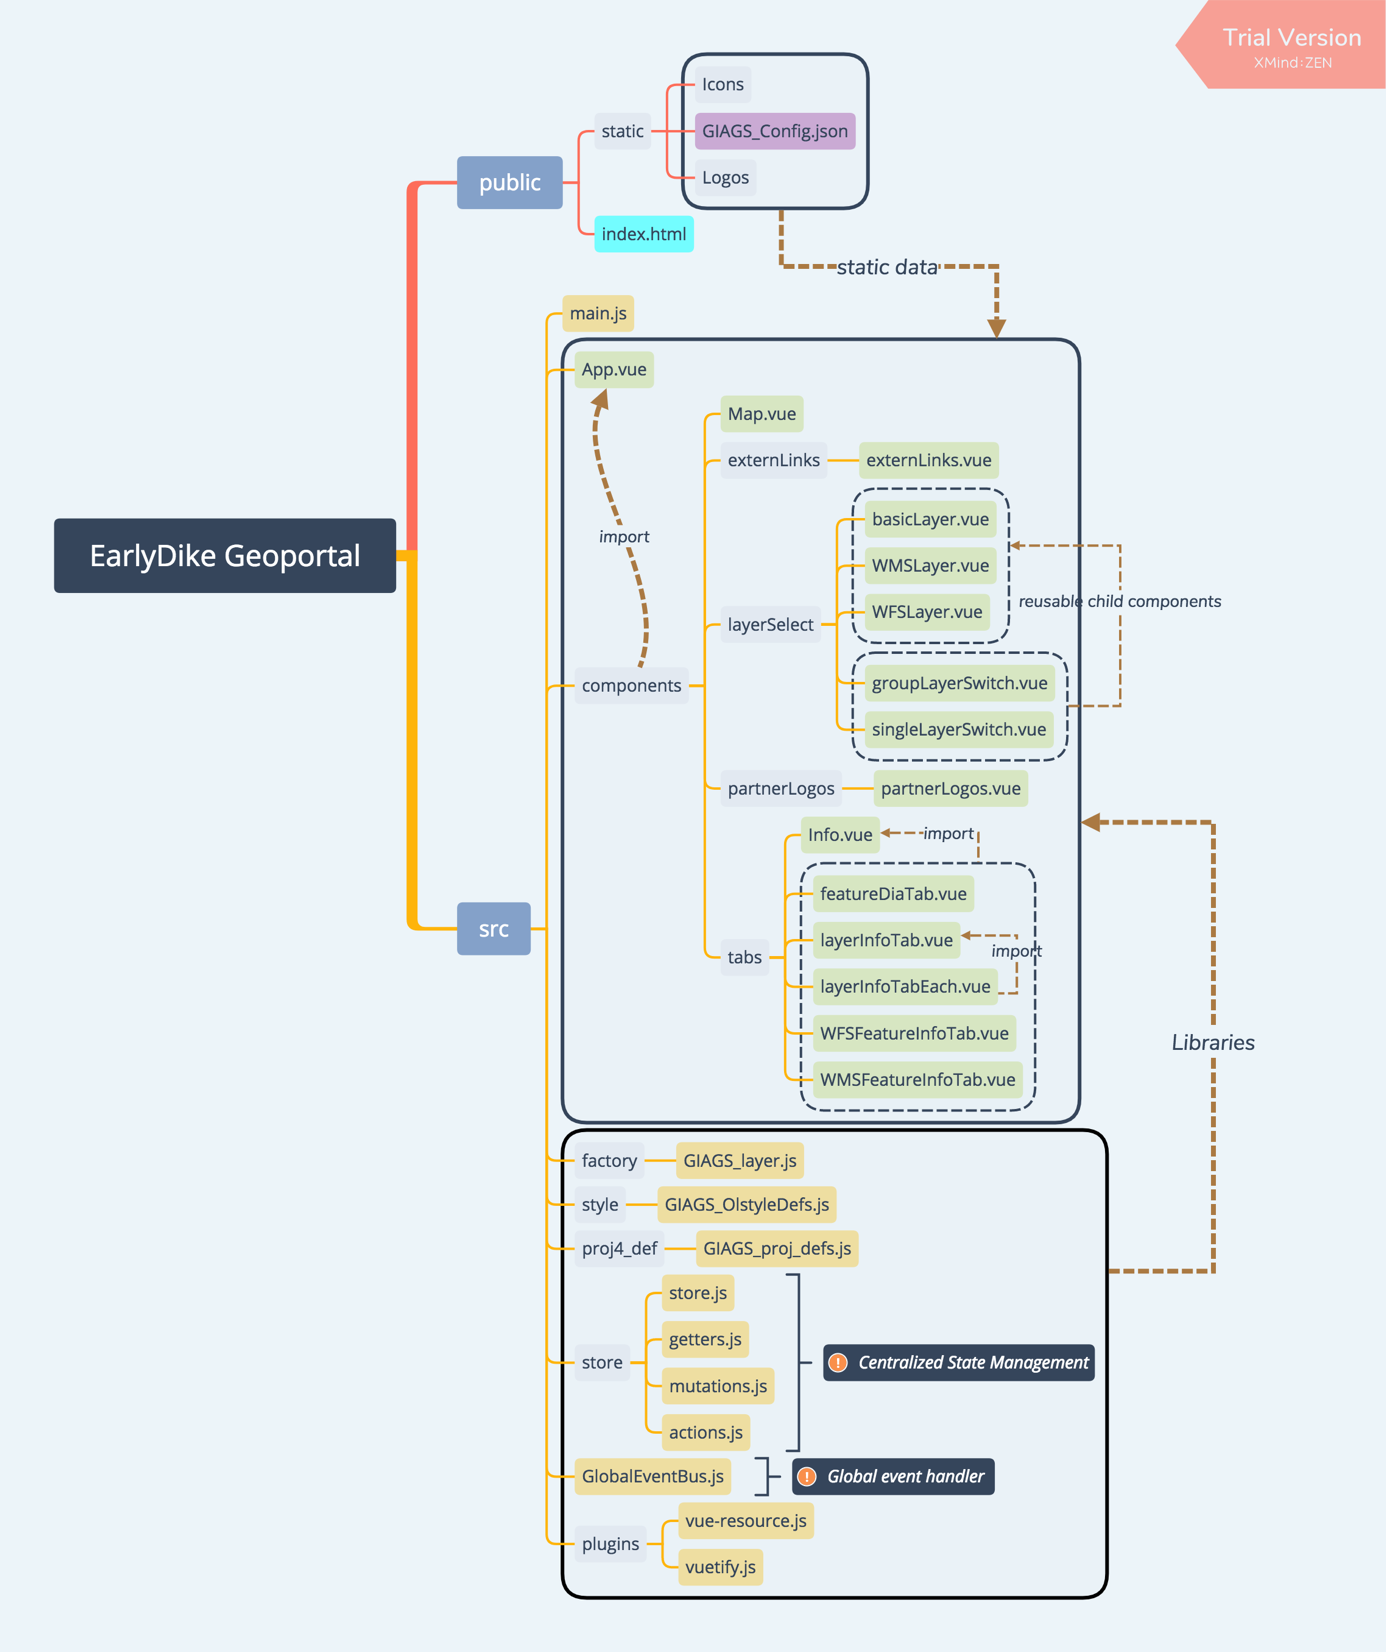 Trial Version
XMind:ZEN
Icons
static
GIAGS_Config.json
Logos
public
index.html
static data
main.js
App.vue
Map.vue
externLinks
externLinks.vue
basicLayer.vue
import
WMSLayer.vue
EarlyDike Geoportal
reusable child components
WFSLayer.vue
layerSelect
groupLayerSwitch.vue
components
singleLayerSwitch.vue
partnerLogos
partnerLogos.vue
Info.vue
import
featureDiaTab.vue
src
layerInfoTab.vue
import
tabs
layerInfoTabEach.vue
WFSFeatureInfoTab.vue
Libraries
WMSFeatureInfoTab.vue
factory
GIAGS_layer.js
style
GIAGS_OlstyleDefs.js
proj4_def
GIAGS_proj_defs.js
store.js
getters.js
store
! Centralized State Management
mutations.js
actions.js
GlobalEventBus.js
! Global event handler
vue-resource.js
plugins
vuetify.js